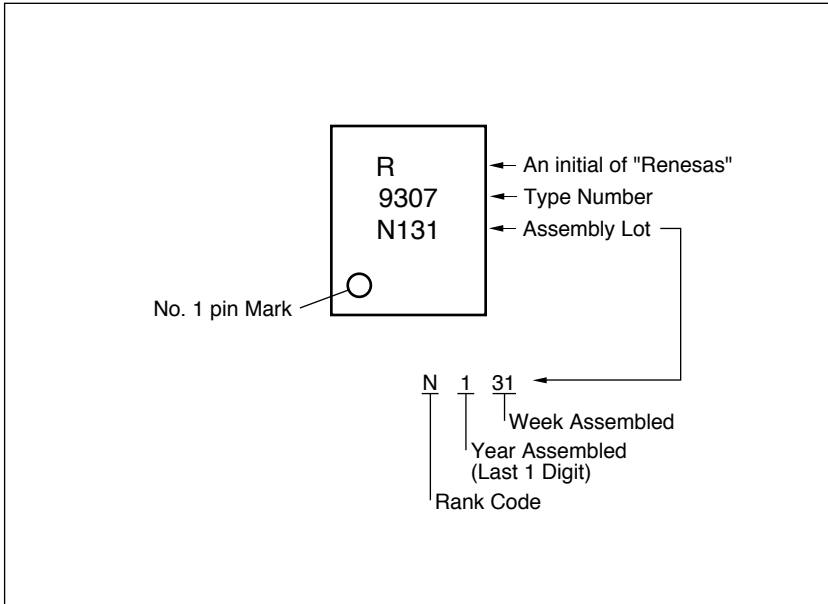 R
9307
N131
An initial of "Renesas"
Type Number
Assembly Lot
No. 1 pin Mark
N 1 31
Week Assembled
Year Assembled
(Last 1 Digit)
Rank Code